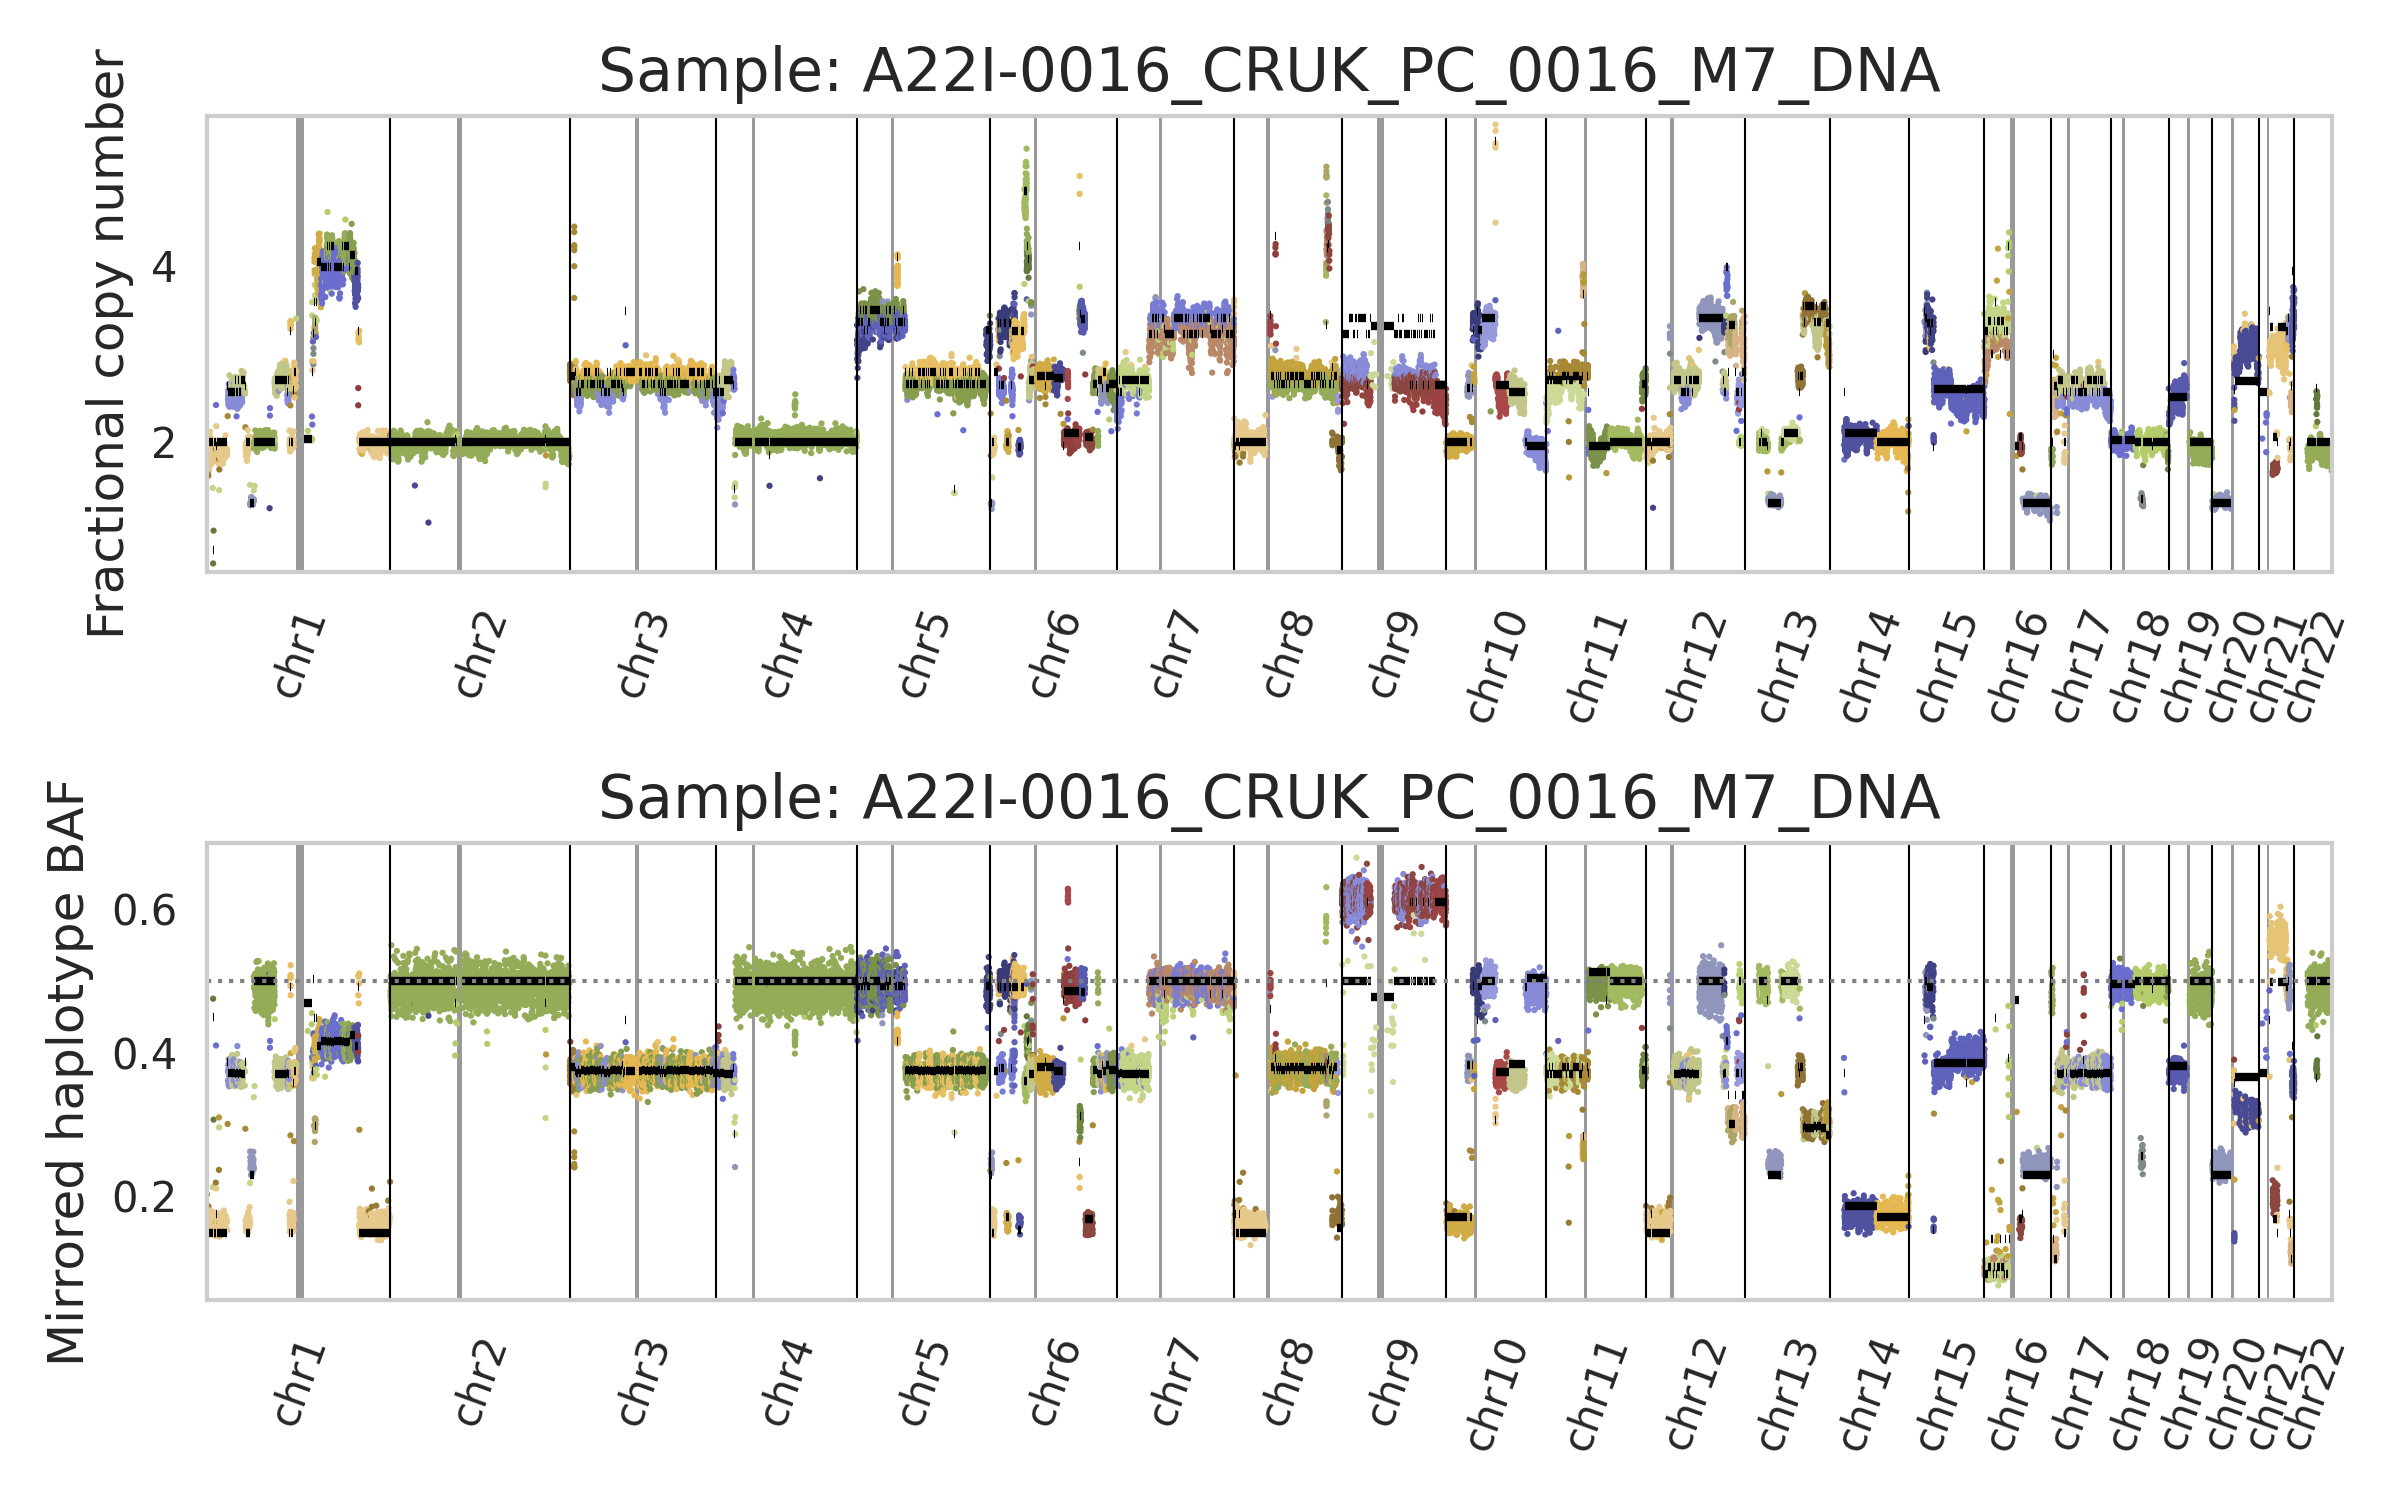 Sample: A22I-0016_CRUK_PC_0016_M7_DNA
Fractional copy number
4
2
chr1 chr2 chr3 chr4 chr5 chr6 chr7 chr8 chr9 chr10 chr11 chr12 chr13 chr14 chr15 chr16 chr17 chr18 chr19 chr20 chr21 chr22
Sample: A22I-0016_CRUK_PC_0016_M7_DNA
Mirrored haplotype BAF
0.6
0.4
0.2
chr1 chr2 chr3 chr4 chr5 chr6 chr7 chr8 chr9 chr10 chr11 chr12 chr13 chr14 chr15 chr16 chr17 chr18 chr19 chr20 chr21 chr22